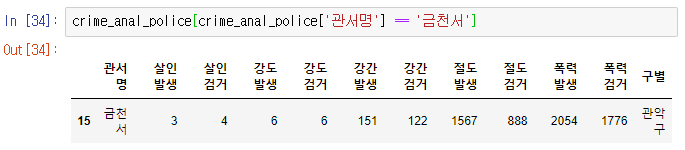 In [34]: crime_anal_police[crime_anal_police['관서명'] == '금천서']
Out[34]:
관서명 살인 발생 살인 검거 강도 발생 강도 검거 강간 발생 강간 검거 절도 발생 절도 검거 폭력 발생 폭력 검거 구별
15 금천서 3 4 6 6 151 122 1567 888 2054 1776 관악구